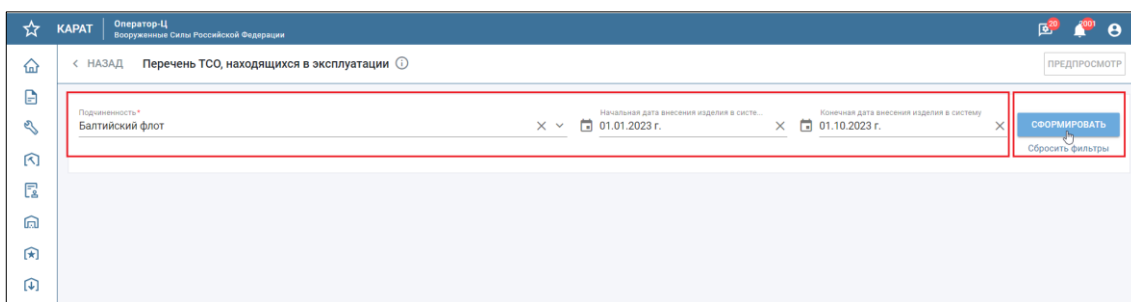 КАРАТ
Оператор-Ц
Вооруженные Силы Российской Федерации
20
2001
< НАЗАД Перечень ТСО, находящихся в эксплуатации
ПРЕДПРОСМОТР
Подчиненность* Начальная дата внесения изделия в систе... Конечная дата внесения изделия в систему
Балтийский флот 01.01.2023 г. 01.10.2023 г.
СФОРМИРОВАТЬ
Сбросить фильтры